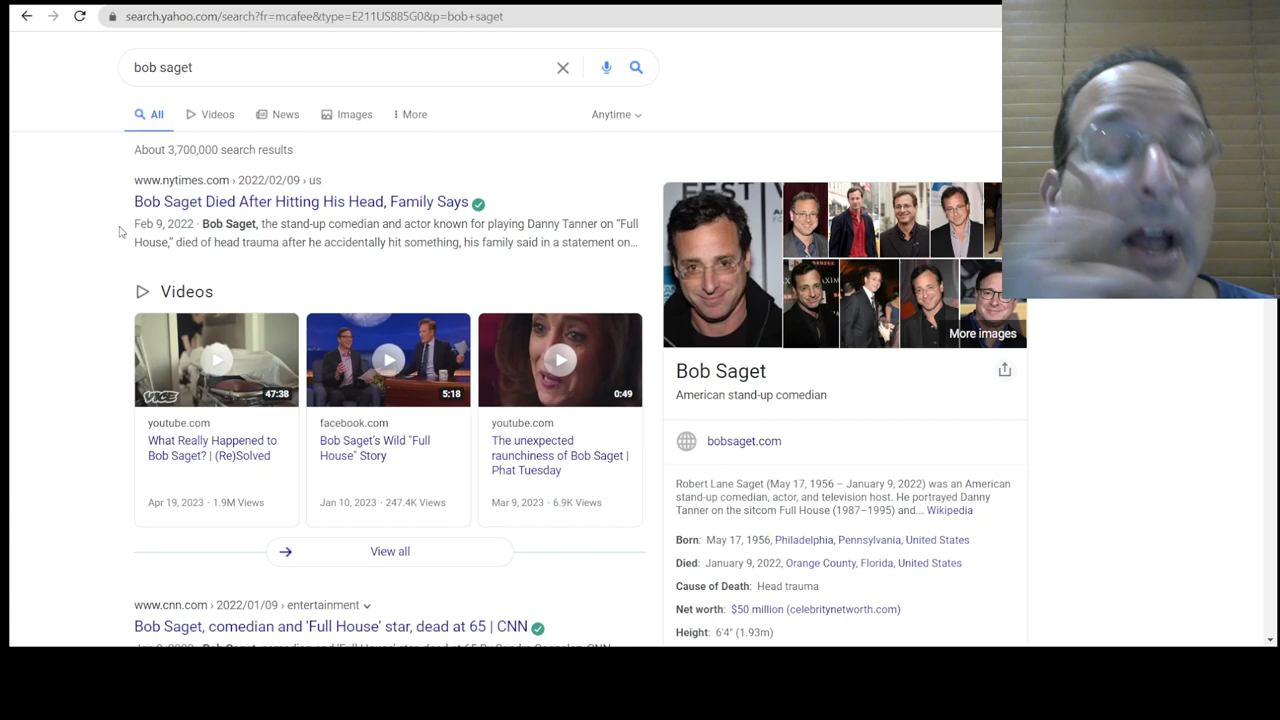 search.yahoo.com/search?fr=mcafee&type=E211US885G0&p=bob+saget
bob saget
All
Videos
News
Images
More
Anytime
About 3,700,000 search results
www.nytimes.com › 2022/02/09 › us
Bob Saget Died After Hitting His Head, Family Says
Feb 9, 2022 · Bob Saget, the stand-up comedian and actor known for playing Danny Tanner on “Full
House,” died of head trauma after he accidentally hit something, his family said in a statement on...
Videos
VICE
47:38
5:18
0:49
youtube.com
What Really Happened to
Bob Saget? | (Re)Solved
Apr 19, 2023 · 1.9M Views
facebook.com
Bob Saget's Wild "Full
House" Story
Jan 10, 2023 · 247.4K Views
youtube.com
The unexpected
raunchiness of Bob Saget |
Phat Tuesday
Mar 9, 2023 · 6.9K Views
View all
www.cnn.com › 2022/01/09 › entertainment
Bob Saget, comedian and 'Full House' star, dead at 65 | CNN
More images
Bob Saget
American stand-up comedian
bobsaget.com
Robert Lane Saget (May 17, 1956 – January 9, 2022) was an American
stand-up comedian, actor, and television host. He portrayed Danny
Tanner on the sitcom Full House (1987–1995) and... Wikipedia
Born: May 17, 1956, Philadelphia, Pennsylvania, United States
Died: January 9, 2022, Orange County, Florida, United States
Cause of Death: Head trauma
Net worth: $50 million (celebritynetworth.com)
Height: 6'4" (1.93m)